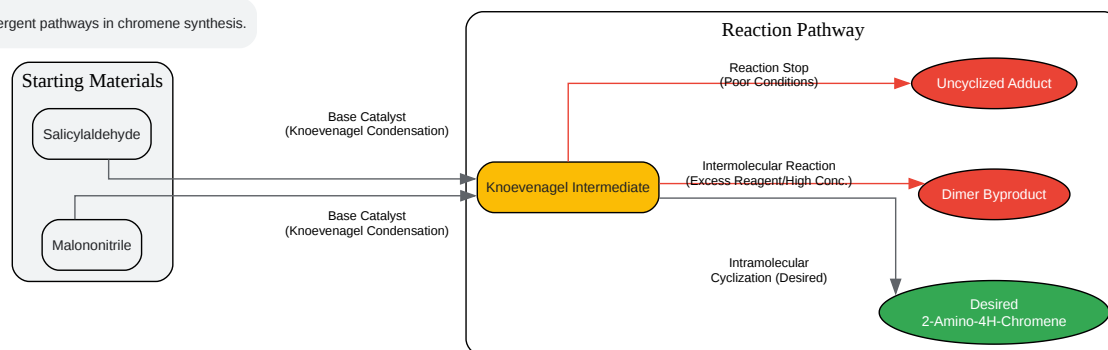 pathways in chromene synthesis.
Reaction Pathway
Starting Materials
Reaction Stop
(Poor Conditions)
Uncyclized Adduct
Base Catalyst
(Knoevenagel Condensation)
Salicylaldehyde
Intermolecular Reaction
(Excess Reagent/High Conc.)
Knoevenagel Intermediate
Dimer Byproduct
Base Catalyst
(Knoevenagel Condensation)
Malononitrile
Intramolecular
Cyclization (Desired)
Desired
2-Amino-4H-Chromene